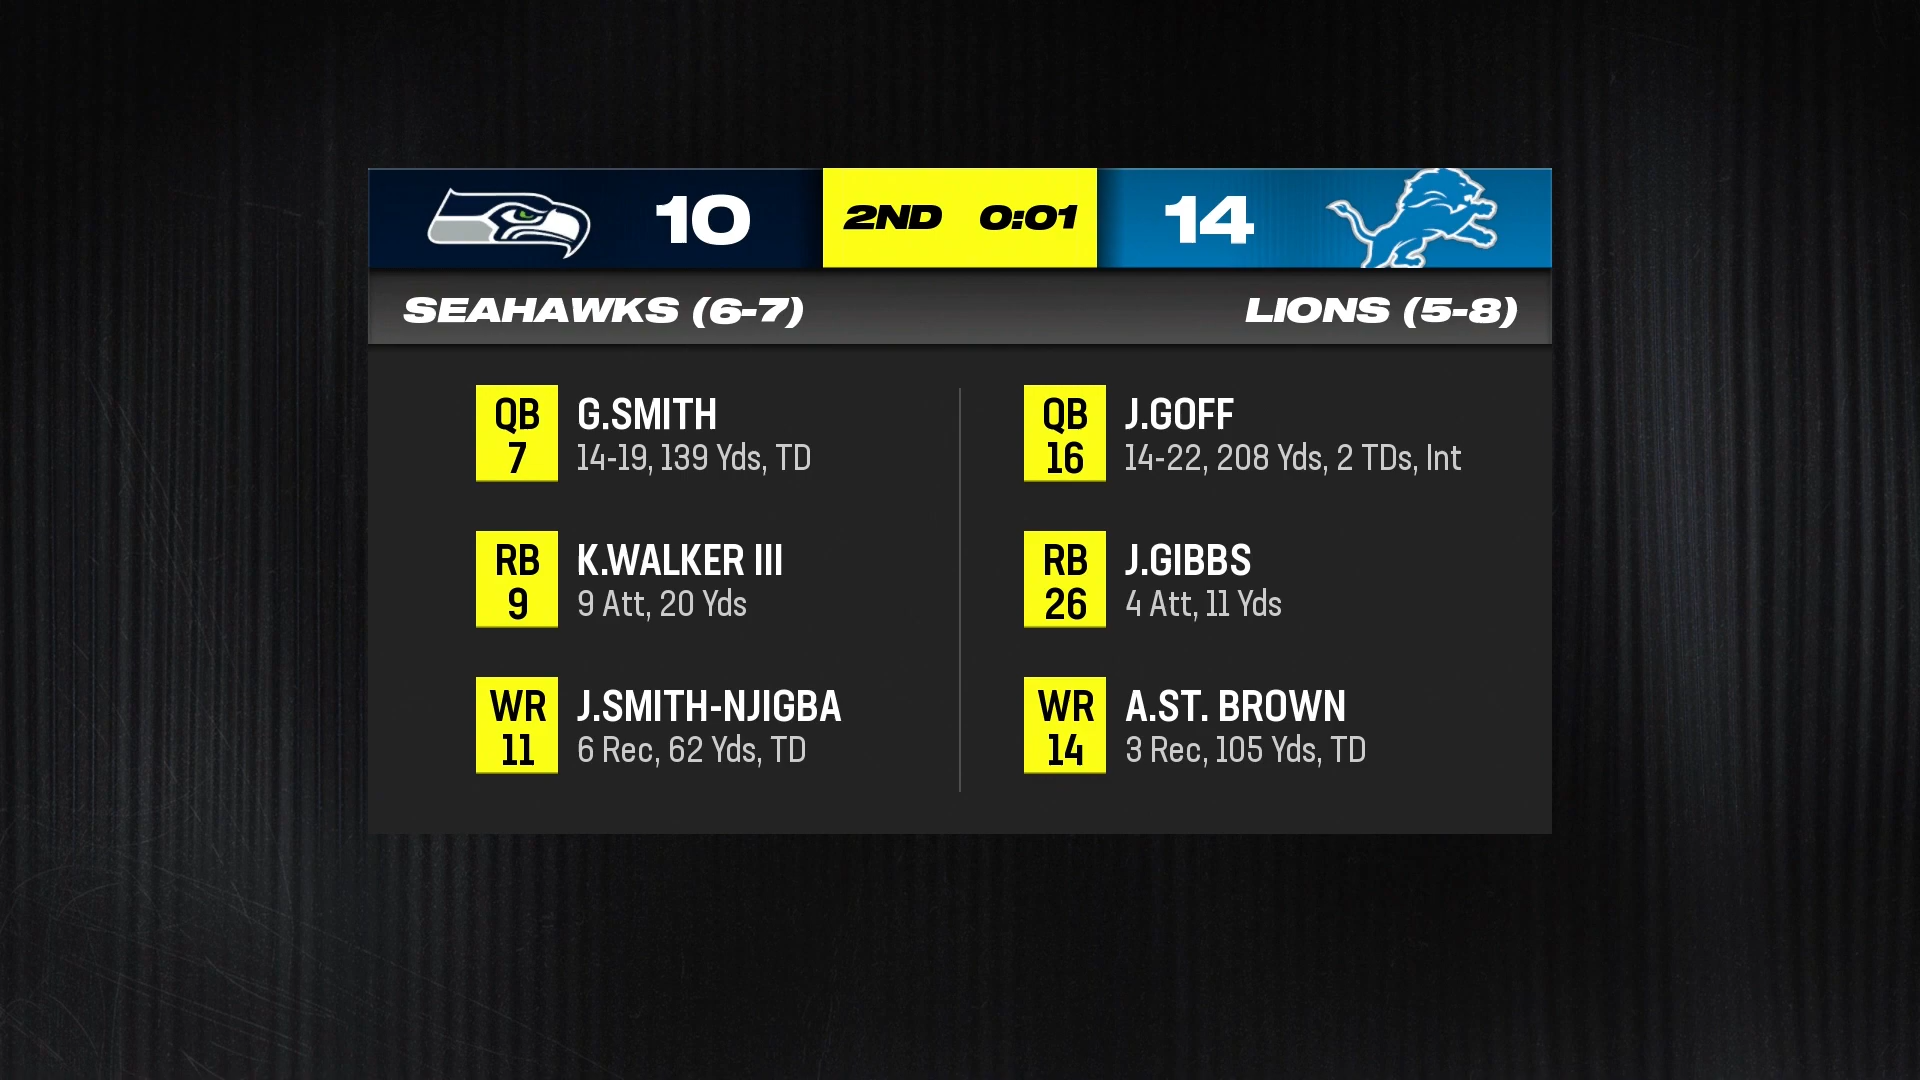 10 2ND 0:01 14
SEAHAWKS (6-7)
LIONS (5-8)
QB
7
G.SMITH
14-19, 139 Yds, TD
RB
9
K.WALKER III
9 Att, 20 Yds
WR
11
J.SMITH-NJIGBA
6 Rec, 62 Yds, TD
QB
16
J.GOFF
14-22, 208 Yds, 2 TDs, Int
RB
26
J.GIBBS
4 Att, 11 Yds
WR
14
A.ST. BROWN
3 Rec, 105 Yds, TD